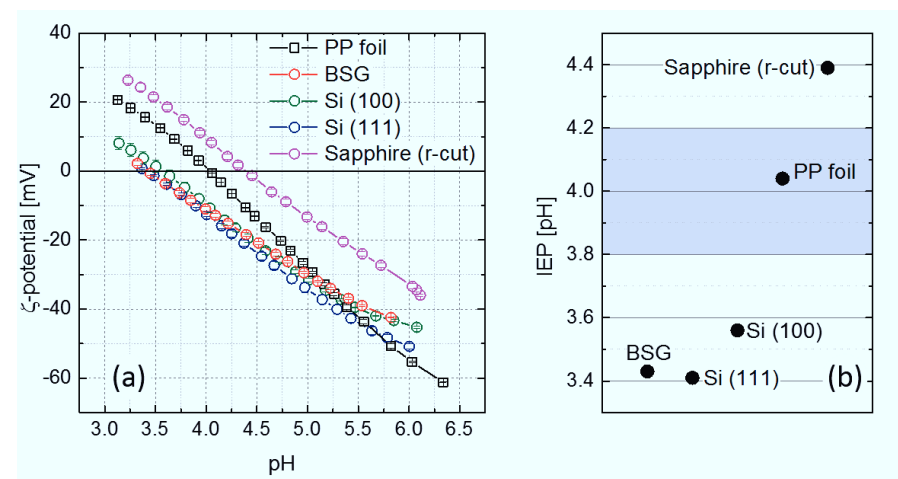 40
20
0
-20
-40
-60
ζ-potential [mV]
PP foil
BSG
Si (100)
Si (111)
Sapphire (r-cut)
(a)
3.0 3.5 4.0 4.5 5.0 5.5 6.0 6.5
pH
4.4
4.2
4.0
3.8
3.6
3.4
IEP [pH]
Sapphire (r-cut)
PP foil
Si (100)
BSG
Si (111)
(b)